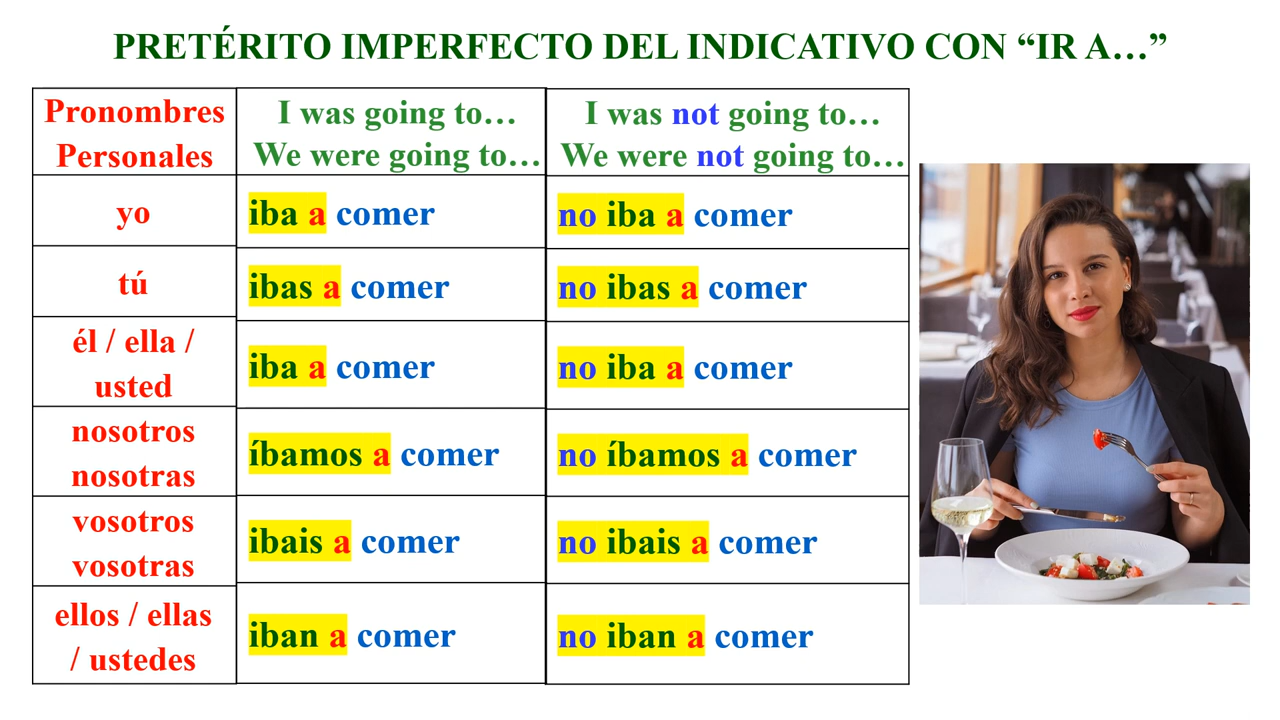 PRETÉRITO IMPERFECTO DEL INDICATIVO CON “IR A…”
Pronombres
Personales
I was going to…
We were going to…
I was not going to…
We were not going to…
yo
iba a comer
no iba a comer
tú
ibas a comer
no ibas a comer
él / ella /
usted
iba a comer
no iba a comer
nosotros
nosotras
íbamos a comer
no íbamos a comer
vosotros
vosotras
ibais a comer
no ibais a comer
ellos / ellas
/ ustedes
iban a comer
no iban a comer